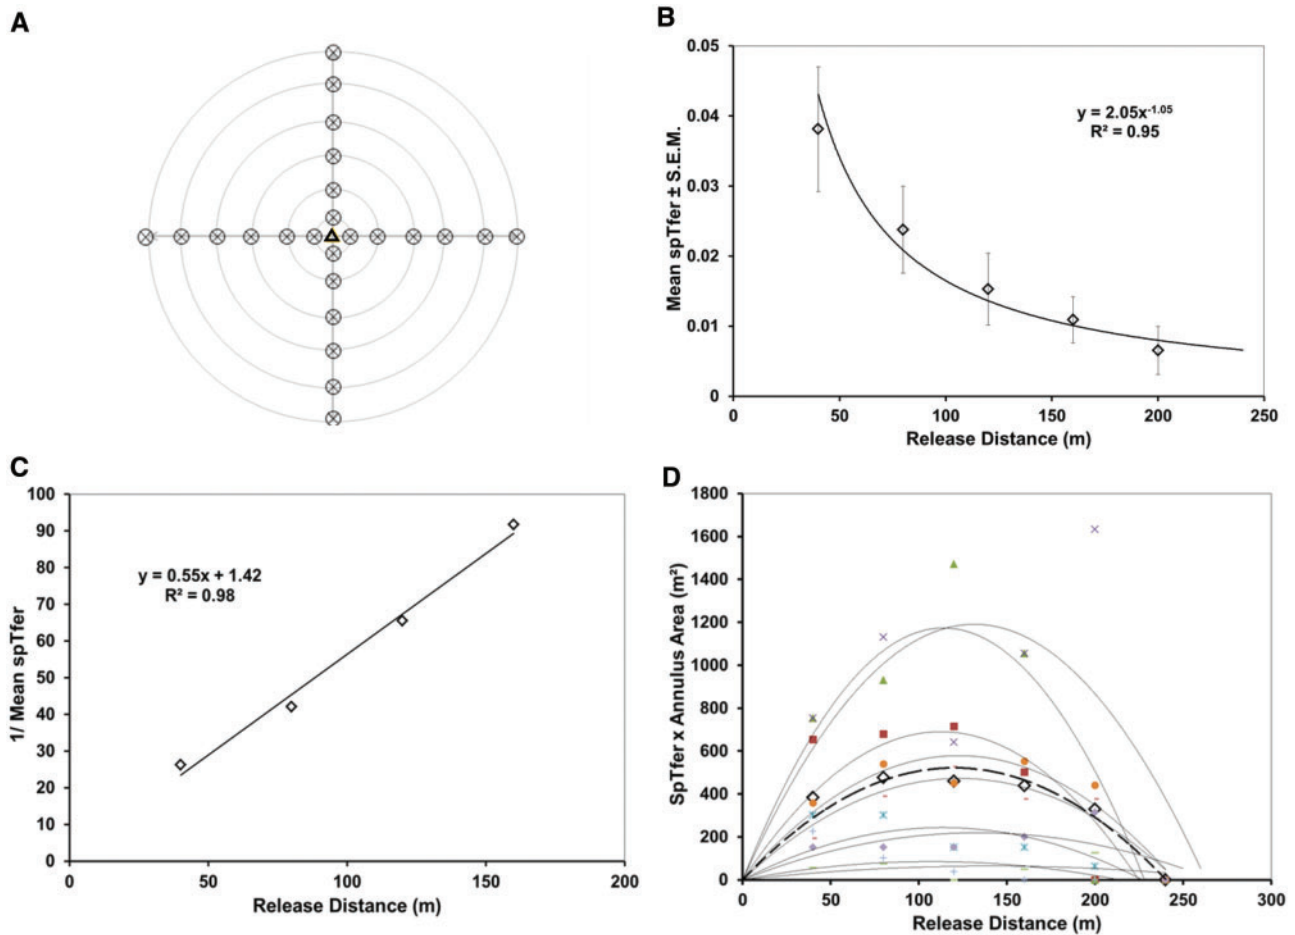 A
B
0.05
0.04
0.03
0.02
0.01
0
Mean spTfer ± S.E.M.
y = 2.05x^-1.05
R² = 0.95
0 50 100 150 200 250
Release Distance (m)
C
100
90
80
70
60
50
40
30
20
10
0
1/ Mean spTfer
y = 0.55x + 1.42
R² = 0.98
0 50 100 150 200
Release Distance (m)
D
1800
1600
1400
1200
1000
800
600
400
200
0
SpTfer x Annulus Area (m²)
0 50 100 150 200 250 300
Release Distance (m)